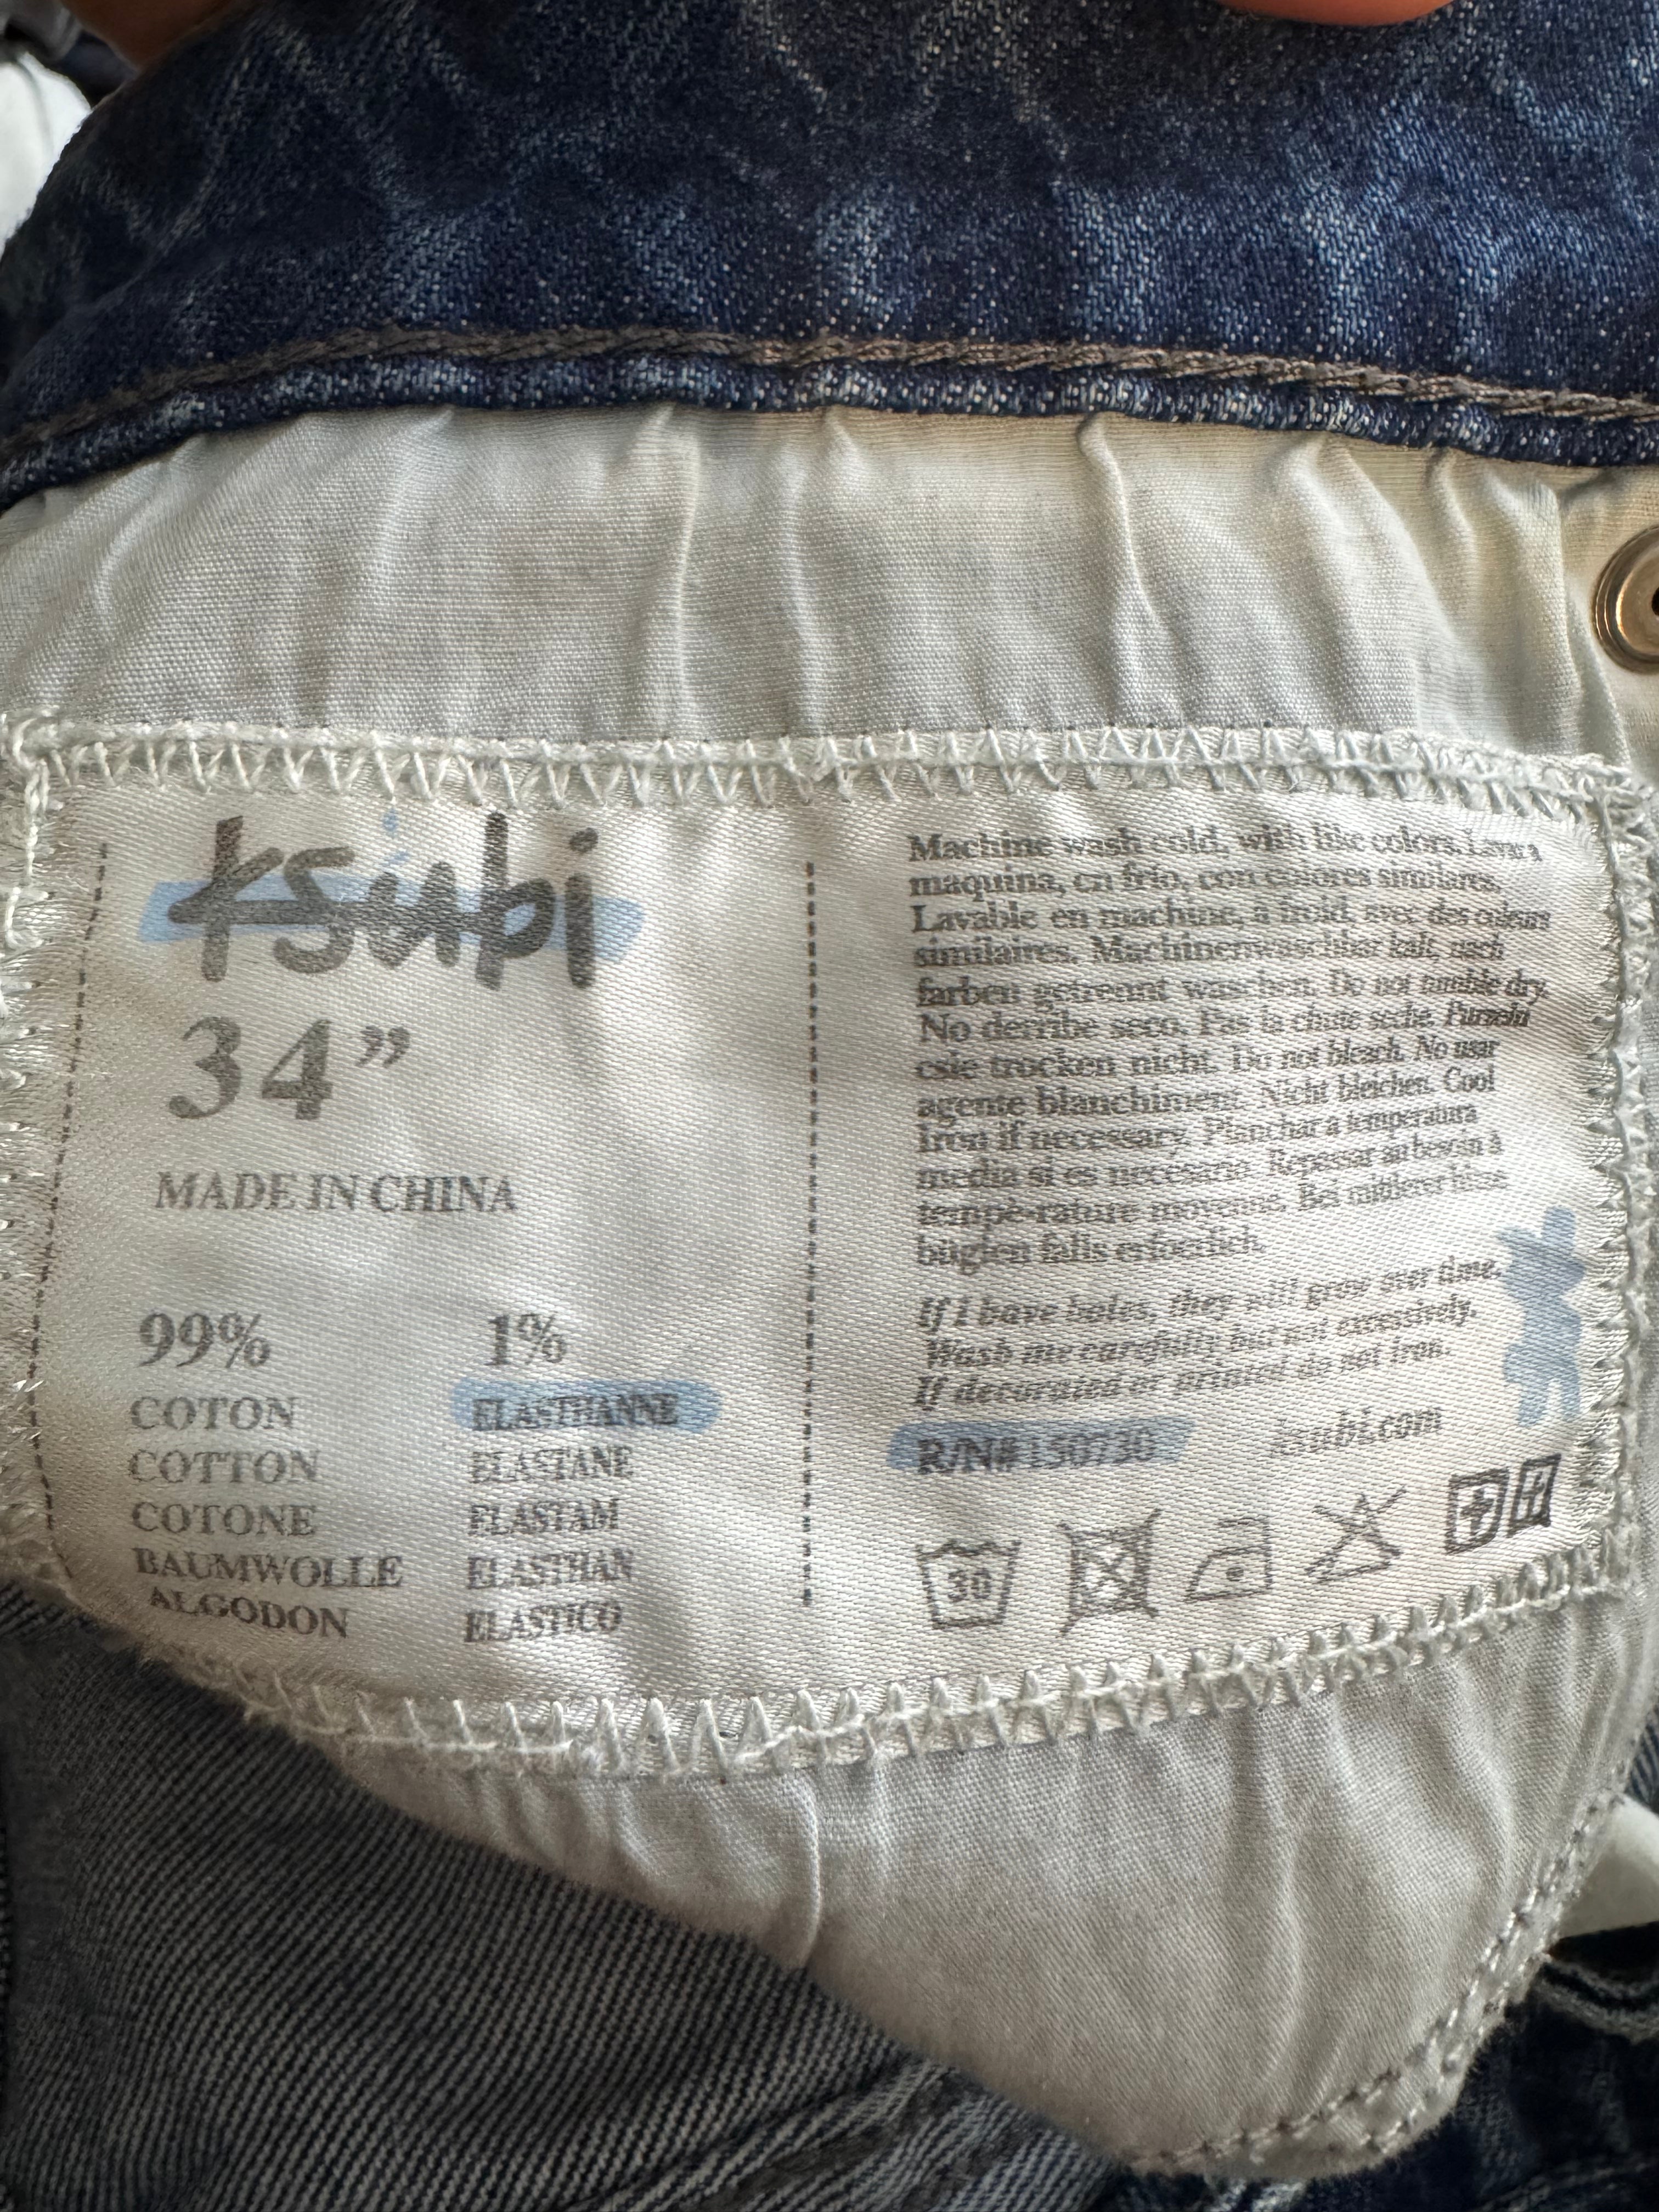 ksubi
34”
MADE IN CHINA
99%
COTON
COTTON
COTONE
BAUMWOLLE
ALGODON
1%
ELASTHANNE
ELASTANE
ELASTAM
ELASTHAN
ELASTICO
Machine wash cold, with like colors. Lavar a
maquina, en frio, con colores similares.
Lavable en machine, à froid, avec des coleurs
similaires. Machinenwaschbar kalt, nach
farben getrennt waschen. Do not tumble dry.
No derribe seco. Pas la chute seche.
csie trocken nicht. Do not bleach. No usar
agente blanchiment. Nicht bleichen. Cool
Iron if necessary. Planchar a temperatura
media si es necesario. Repassar au besoin à
tempè-rature moyenne. Bei mittlerer hitze
büglen falls erforderlich.
If I have holes, they will grow over time.
Wash me carefully but not excessively.
If decorated or printed do not iron.
R/N# 150730
ksubi.com
30